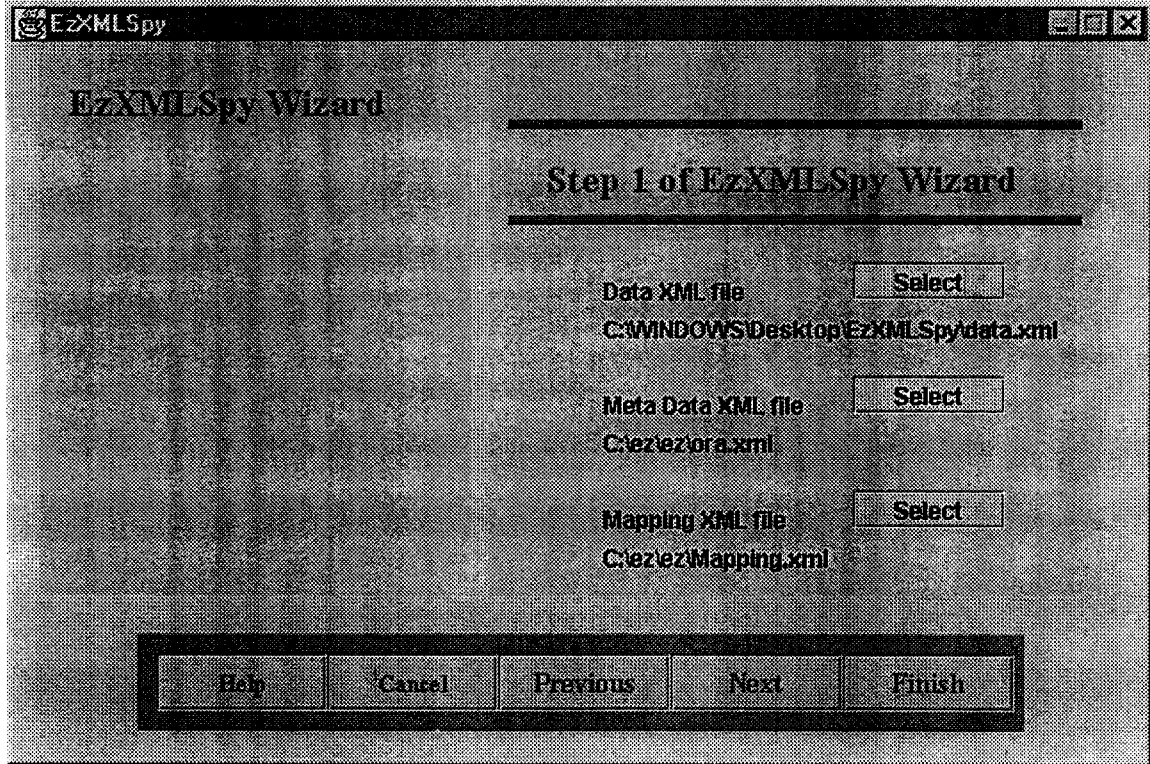 EzXMLSpy
EzXMLSpy Wizard
Step 1 of EzXMLSpy Wizard
Data XML file
Select
C:\WINDOWS\Desktop\EzXMLSpy\data.xml
Meta Data XML file
Select
C:\ez\ez\ora.xml
Mapping XML file
Select
C:\ez\ez\Mapping.xml
Help
Cancel
Previous
Next
Finish